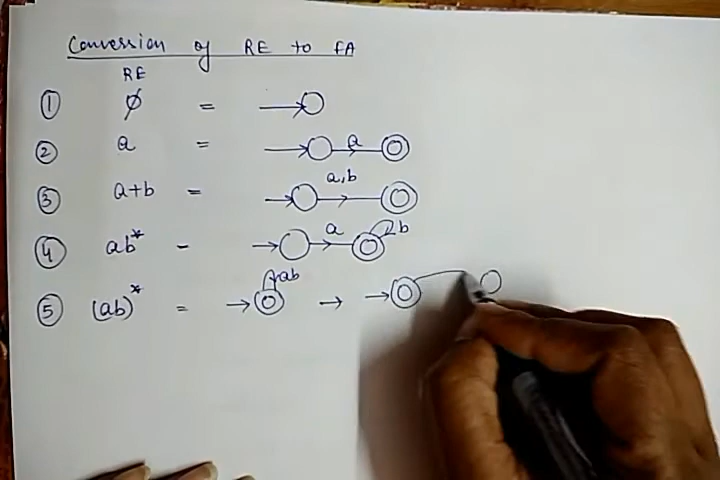 Conversion of RE to FA
RE
① ∅ = 
② a = a
③ a+b = a,b
④ ab* - a b
⑤ (ab)* = ab →